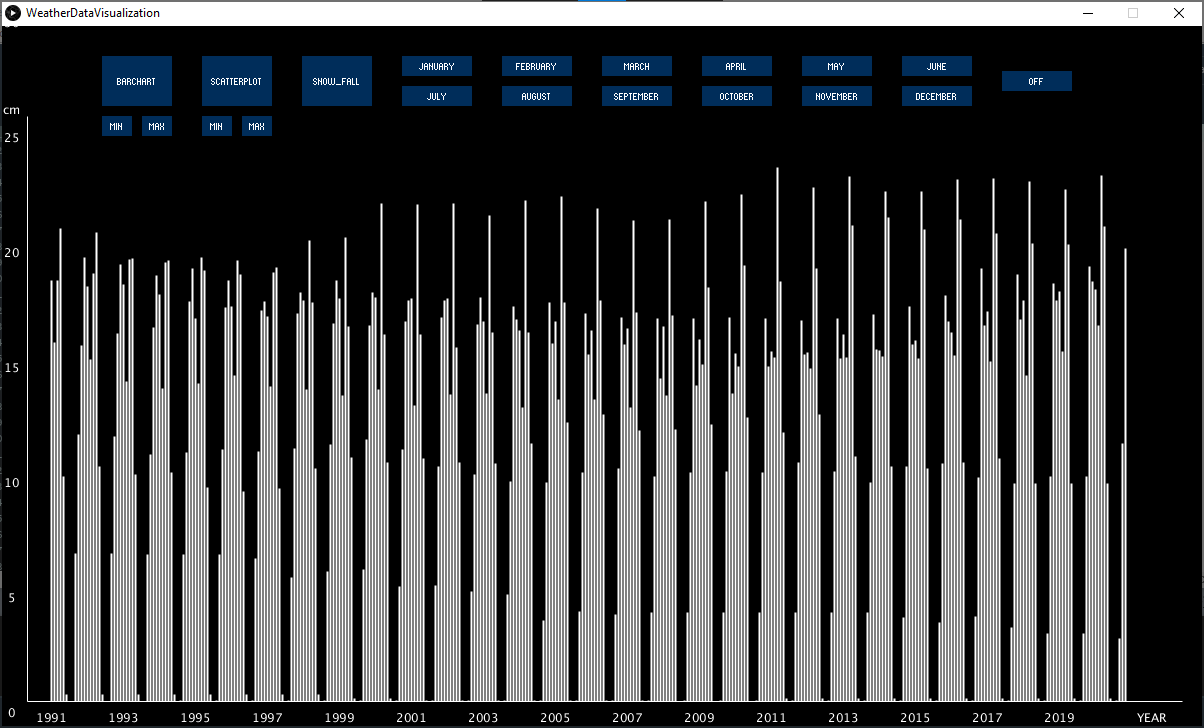 WeatherDataVisualization
BARCHART SCATTERPLOT SNOW_FALL JANUARY FEBRUARY MARCH APRIL MAY JUNE OFF
JULY AUGUST SEPTEMBER OCTOBER NOVEMBER DECEMBER
cm
MIN MAX MIN MAX
25
20
15
10
5
0
1991 1993 1995 1997 1999 2001 2003 2005 2007 2009 2011 2013 2015 2017 2019 YEAR